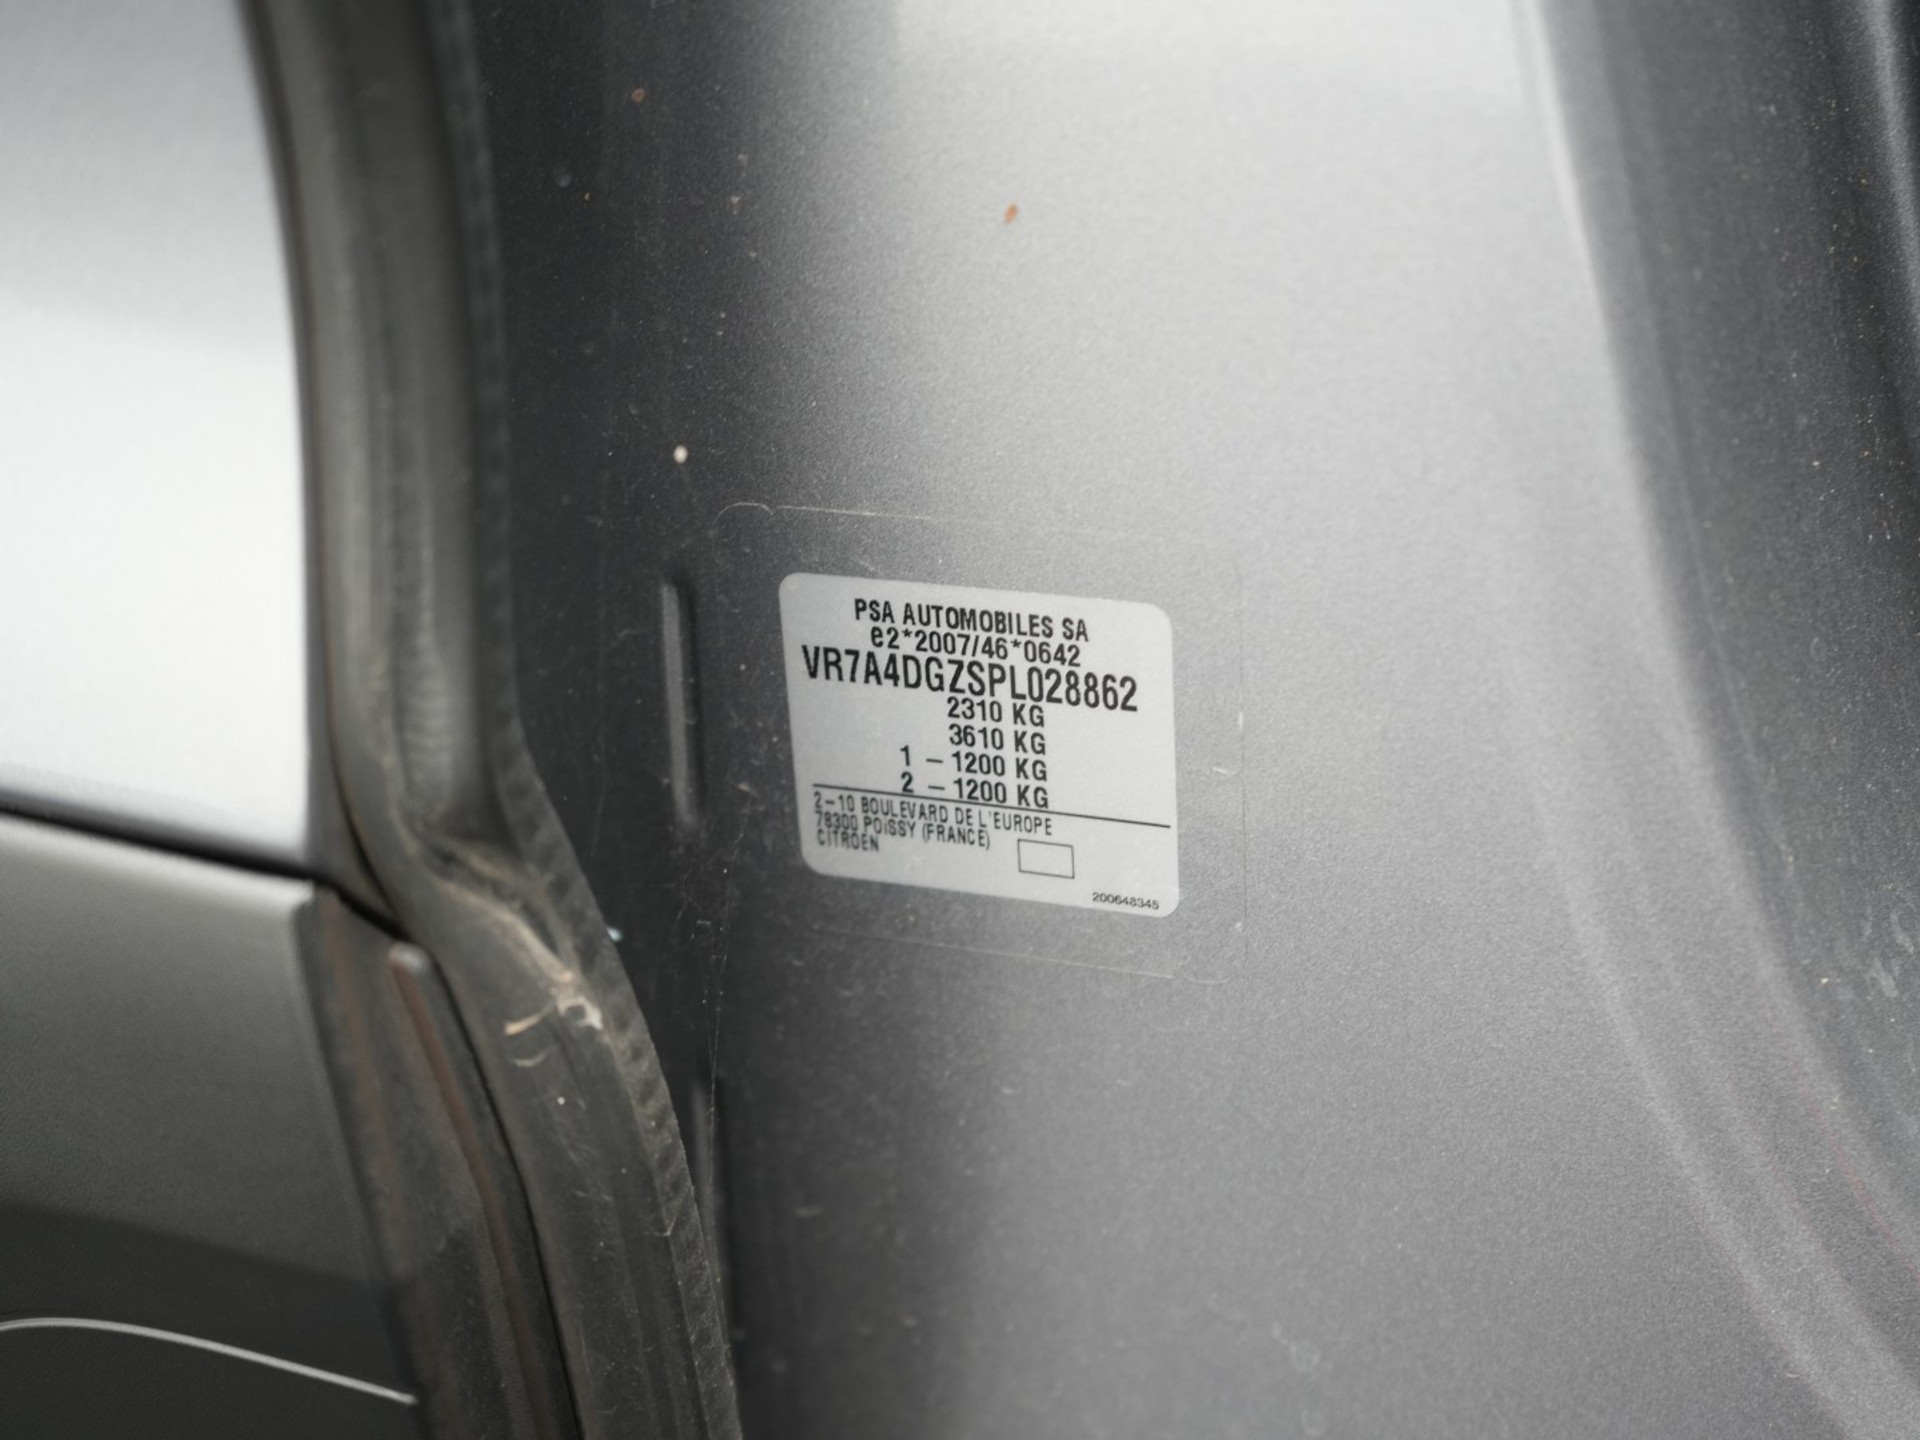 PSA AUTOMOBILES SA
e2*2007/46*0642
VR7A4DGZSPL028862
2310 KG
3610 KG
1 – 1200 KG
2 – 1200 KG
2–10 BOULEVARD DE L'EUROPE
78300 POISSY (FRANCE)
CITROEN
200648345